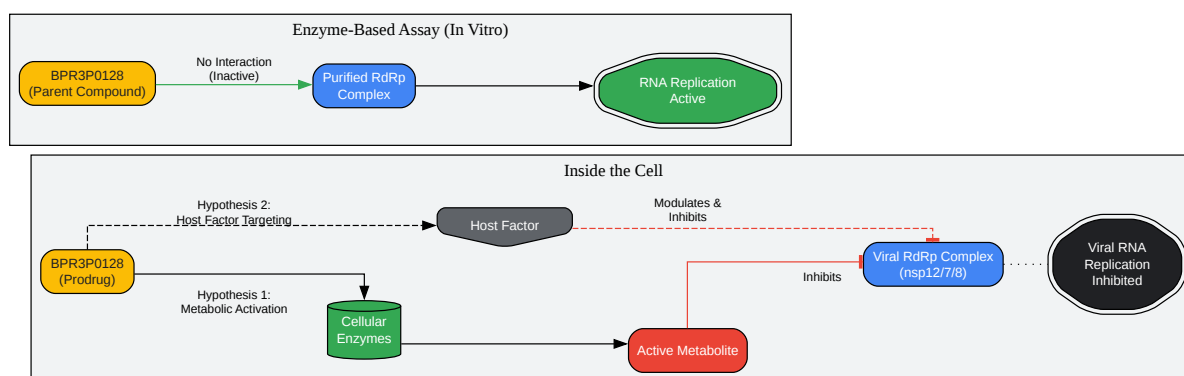 Enzyme-Based Assay (In Vitro)
BPR3P0128
(Parent Compound)
No Interaction
(Inactive)
Purified RdRp
Complex
RNA Replication
Active
Inside the Cell
Hypothesis 2:
Host Factor Targeting
Host Factor
Modulates &
Inhibits
BPR3P0128
(Prodrug)
Hypothesis 1:
Metabolic Activation
Cellular
Enzymes
Active Metabolite
Inhibits
Viral RdRp Complex
(nsp12/7/8)
Viral RNA
Replication
Inhibited